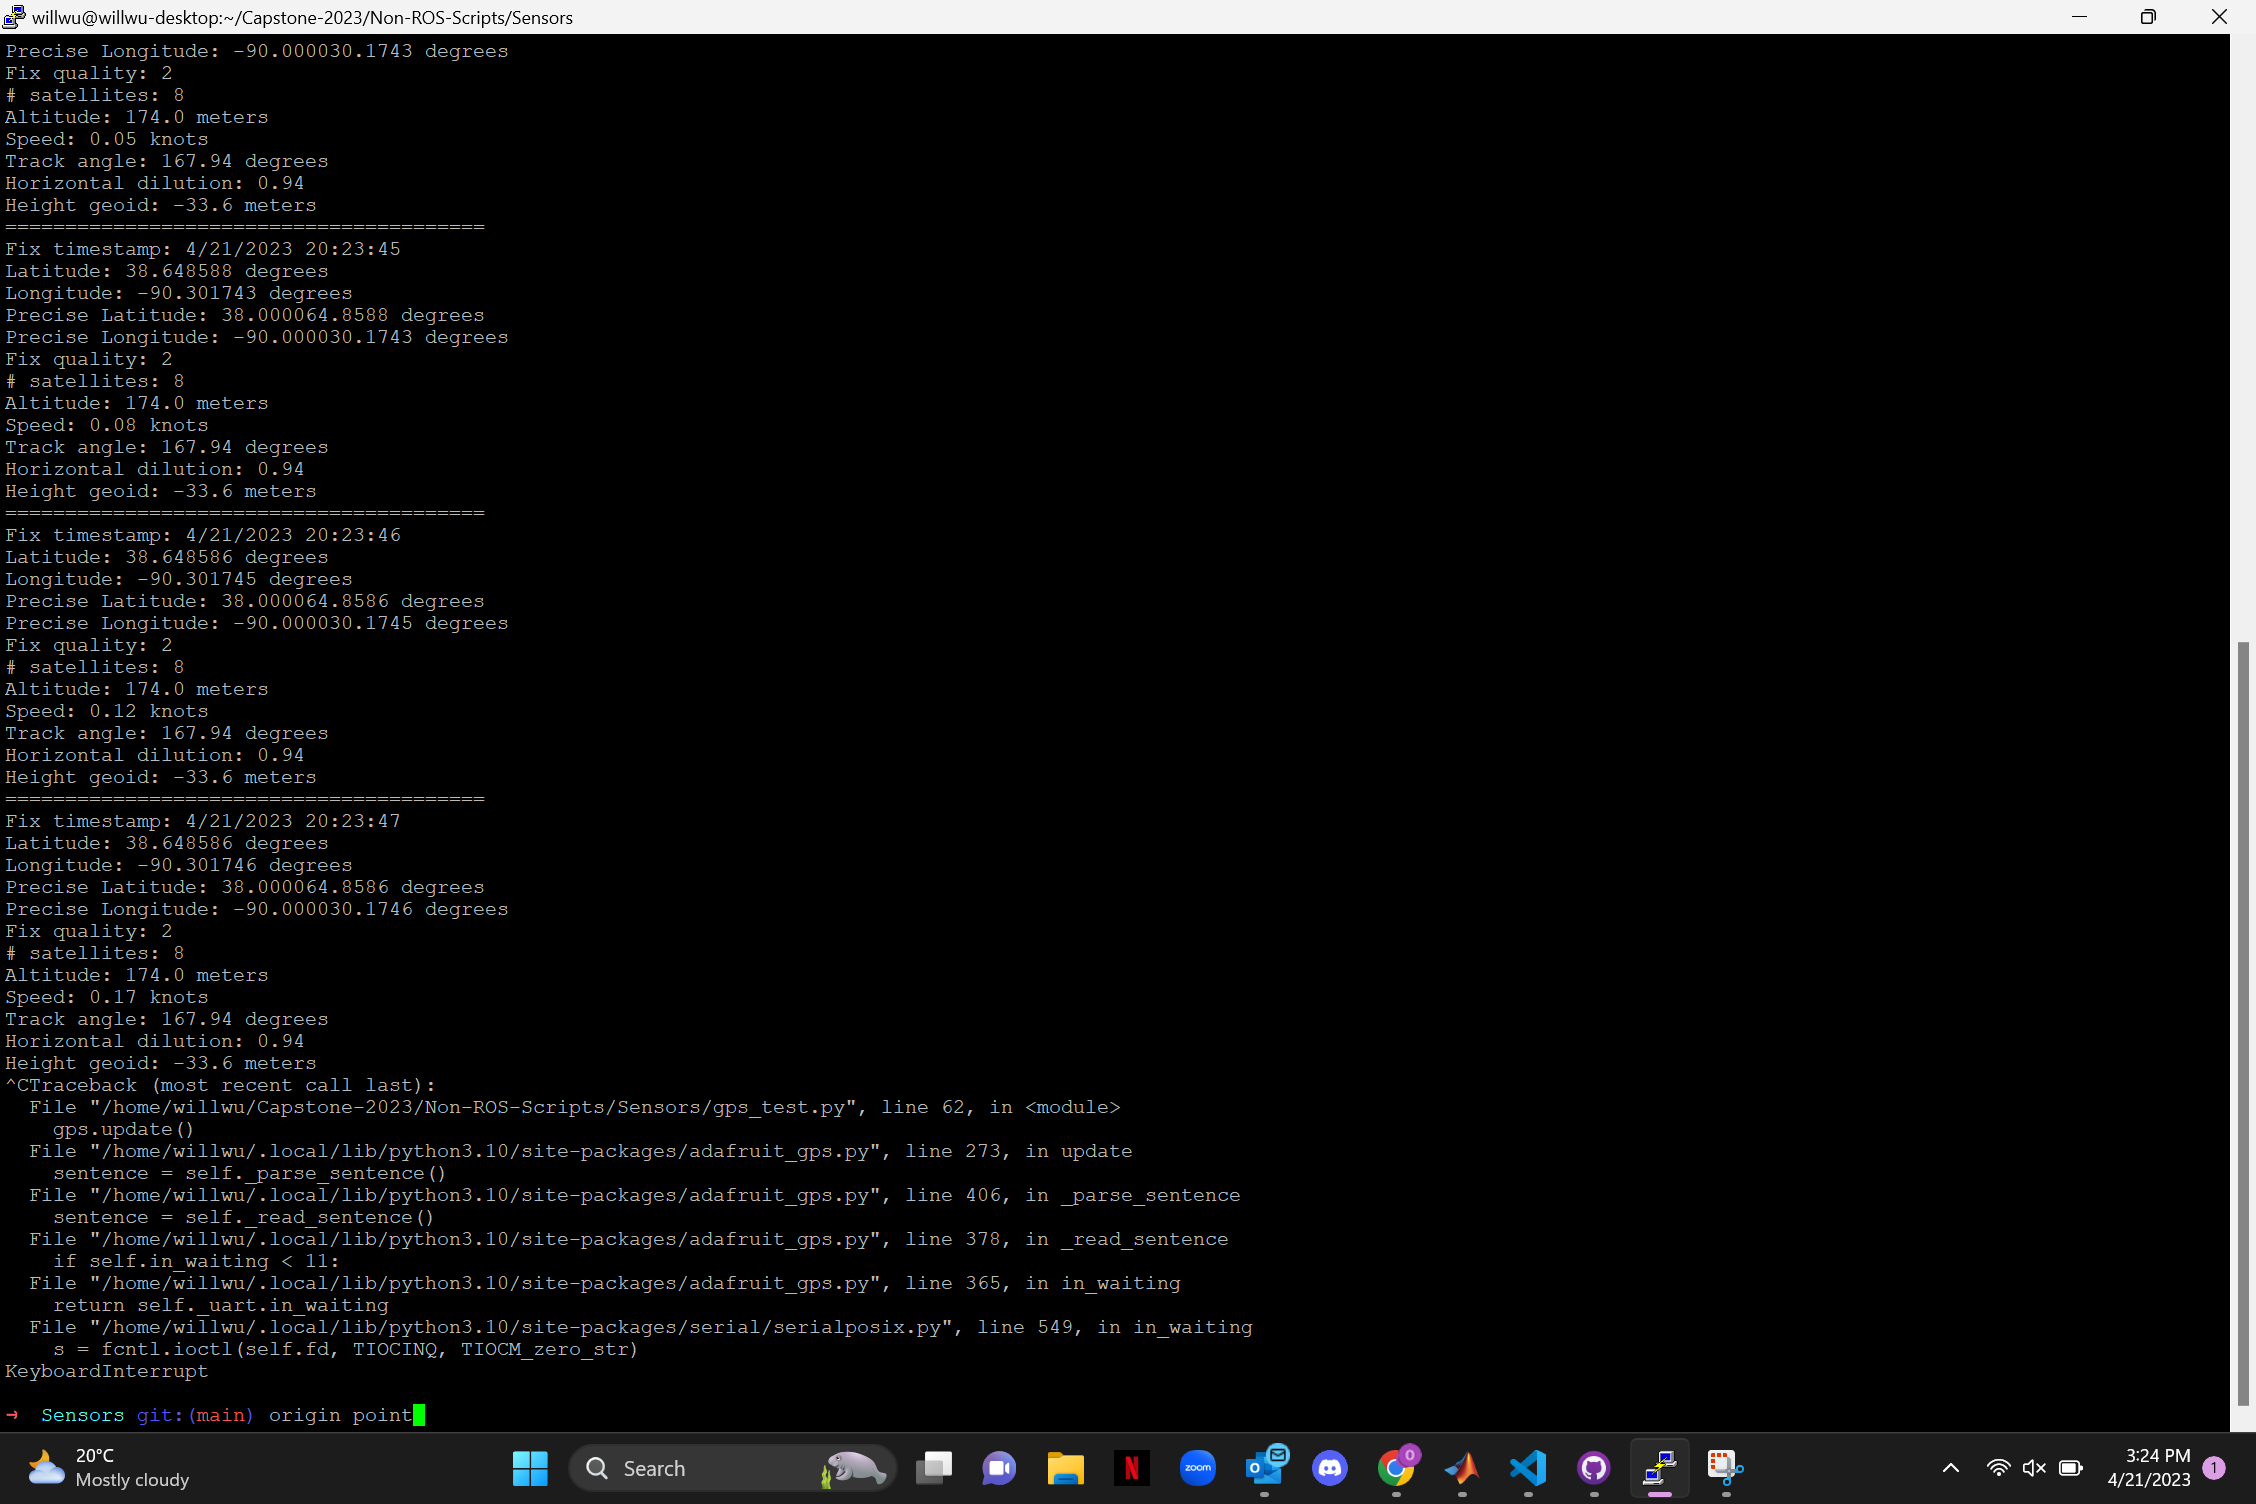 willwu@willwu-desktop:~/Capstone-2023/Non-ROS-Scripts/Sensors
Precise Longitude: -90.000030.1743 degrees
Fix quality: 2
# satellites: 8
Altitude: 174.0 meters
Speed: 0.05 knots
Track angle: 167.94 degrees
Horizontal dilution: 0.94
Height geoid: -33.6 meters
========================================
Fix timestamp: 4/21/2023 20:23:45
Latitude: 38.648588 degrees
Longitude: -90.301743 degrees
Precise Latitude: 38.000064.8588 degrees
Precise Longitude: -90.000030.1743 degrees
Fix quality: 2
# satellites: 8
Altitude: 174.0 meters
Speed: 0.08 knots
Track angle: 167.94 degrees
Horizontal dilution: 0.94
Height geoid: -33.6 meters
========================================
Fix timestamp: 4/21/2023 20:23:46
Latitude: 38.648586 degrees
Longitude: -90.301745 degrees
Precise Latitude: 38.000064.8586 degrees
Precise Longitude: -90.000030.1745 degrees
Fix quality: 2
# satellites: 8
Altitude: 174.0 meters
Speed: 0.12 knots
Track angle: 167.94 degrees
Horizontal dilution: 0.94
Height geoid: -33.6 meters
========================================
Fix timestamp: 4/21/2023 20:23:47
Latitude: 38.648586 degrees
Longitude: -90.301746 degrees
Precise Latitude: 38.000064.8586 degrees
Precise Longitude: -90.000030.1746 degrees
Fix quality: 2
# satellites: 8
Altitude: 174.0 meters
Speed: 0.17 knots
Track angle: 167.94 degrees
Horizontal dilution: 0.94
Height geoid: -33.6 meters
^CTraceback (most recent call last):
  File "/home/willwu/Capstone-2023/Non-ROS-Scripts/Sensors/gps_test.py", line 62, in <module>
    gps.update()
  File "/home/willwu/.local/lib/python3.10/site-packages/adafruit_gps.py", line 273, in update
    sentence = self._parse_sentence()
  File "/home/willwu/.local/lib/python3.10/site-packages/adafruit_gps.py", line 406, in _parse_sentence
    sentence = self._read_sentence()
  File "/home/willwu/.local/lib/python3.10/site-packages/adafruit_gps.py", line 378, in _read_sentence
    if self.in_waiting < 11:
  File "/home/willwu/.local/lib/python3.10/site-packages/adafruit_gps.py", line 365, in in_waiting
    return self._uart.in_waiting
  File "/home/willwu/.local/lib/python3.10/site-packages/serial/serialposix.py", line 549, in in_waiting
    s = fcntl.ioctl(self.fd, TIOCINQ, TIOCM_zero_str)
KeyboardInterrupt
→  Sensors git:(main) origin point
20°C
Mostly cloudy
Search
N
zoom
0
3:24 PM
4/21/2023
1